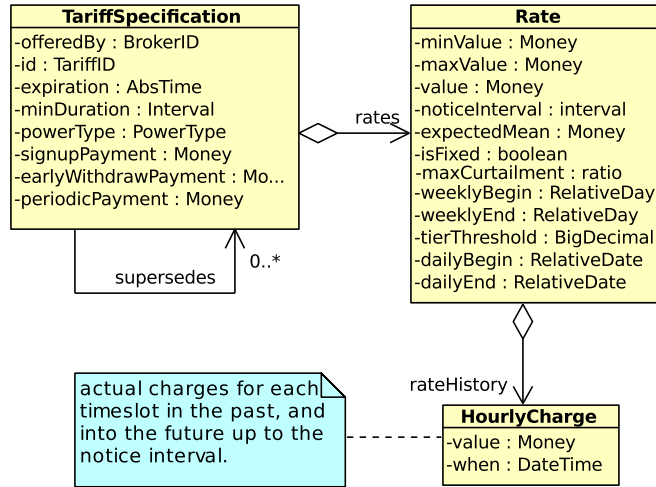 TariffSpecification
-offeredBy : BrokerID
-id : TariffID
-expiration : AbsTime
-minDuration : Interval
-powerType : PowerType
-signupPayment : Money
-earlyWithdrawPayment : Mo...
-periodicPayment : Money
supersedes
0..*
rates
Rate
-minValue : Money
-maxValue : Money
-value : Money
-noticeInterval : interval
-expectedMean : Money
-isFixed : boolean
-maxCurtailment : ratio
-weeklyBegin : RelativeDay
-weeklyEnd : RelativeDay
-tierThreshold : BigDecimal
-dailyBegin : RelativeDate
-dailyEnd : RelativeDate
rateHistory
actual charges for each
timeslot in the past, and
into the future up to the
notice interval.
HourlyCharge
-value : Money
-when : DateTime